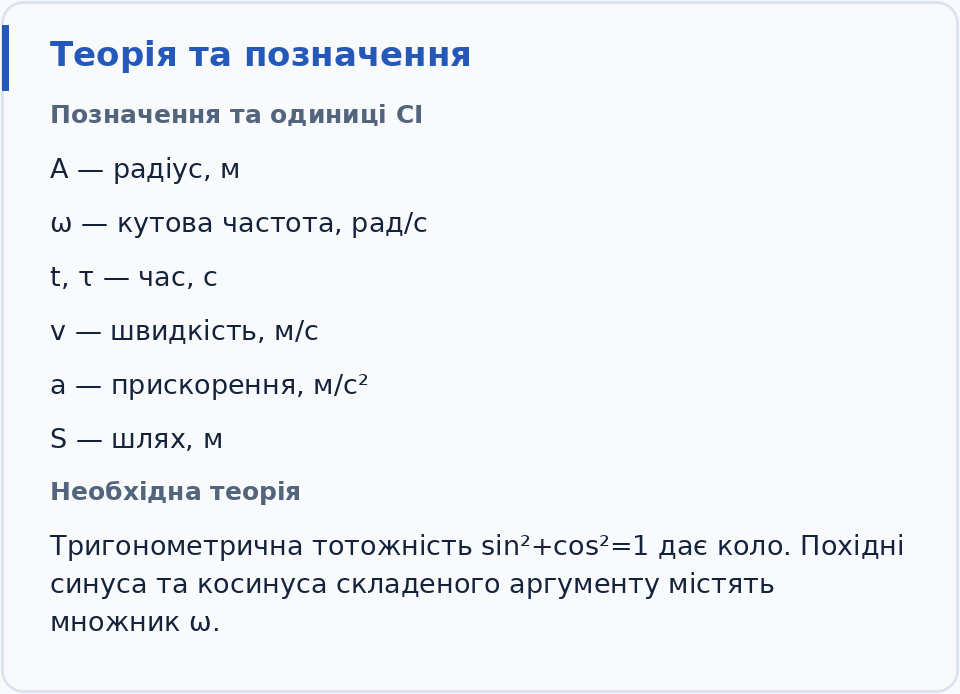 Теорія та позначення
Позначення та одиниці СІ
A — радіус, м
ω — кутова частота, рад/с
t, τ — час, с
v — швидкість, м/с
a — прискорення, м/с²
S — шлях, м
Необхідна теорія
Тригонометрична тотожність sin²+cos²=1 дає коло. Похідні
синуса та косинуса складеного аргументу містять
множник ω.